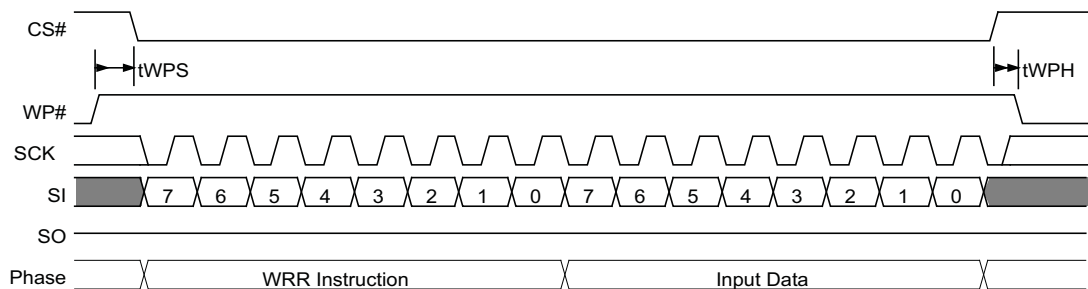 CS#
tWPS tWPH
WP#
SCK
SI 7 6 5 4 3 2 1 0 7 6 5 4 3 2 1 0
SO
Phase WRR Instruction Input Data